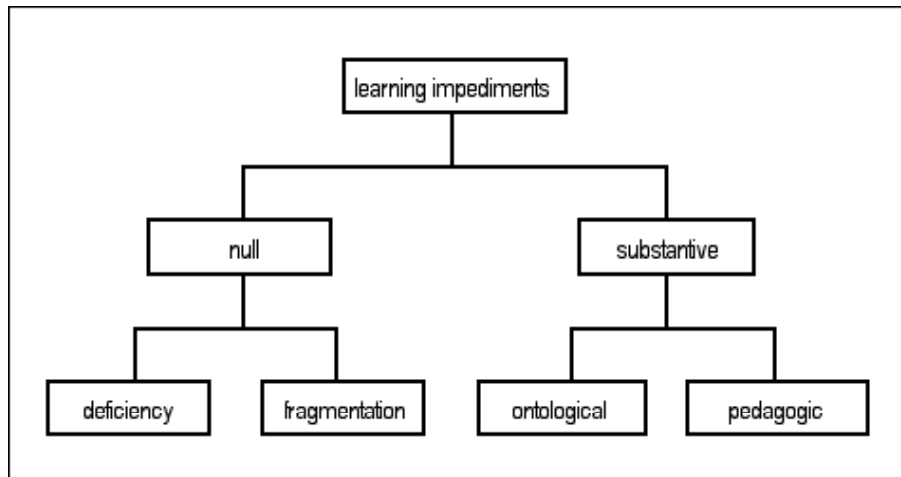 learning impediments
null
substantive
deficiency
fragmentation
ontological
pedagogic